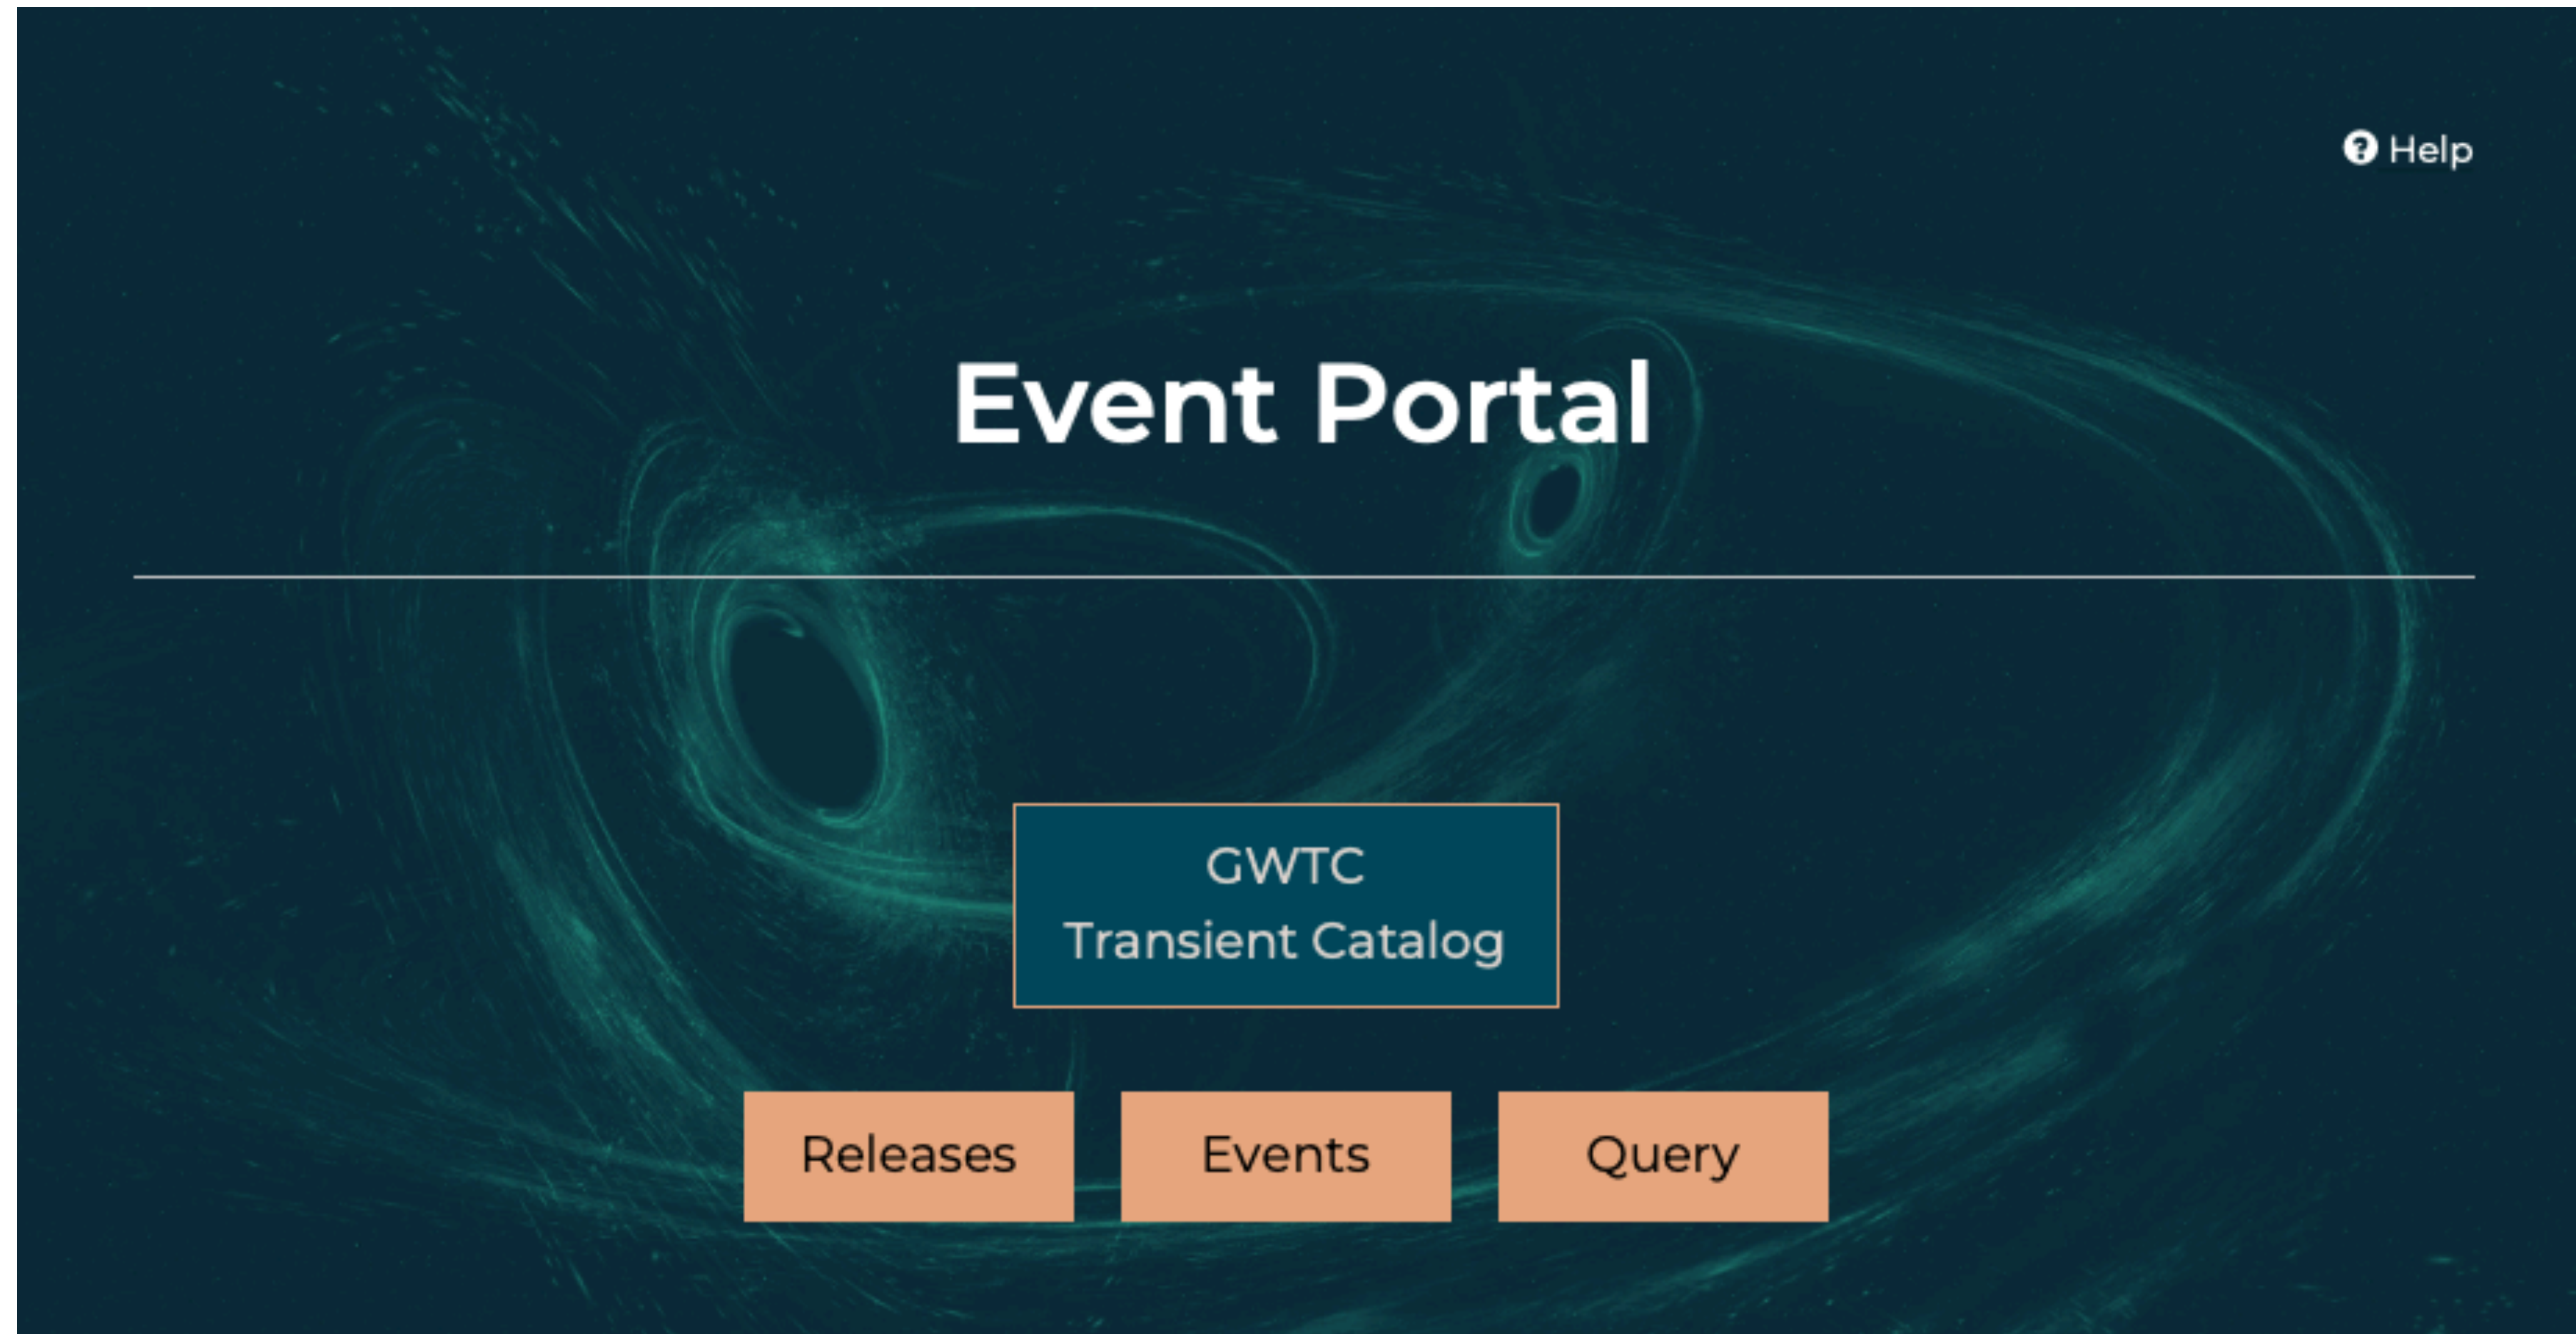 Help
Event Portal
GWTC
Transient Catalog
Releases
Events
Query